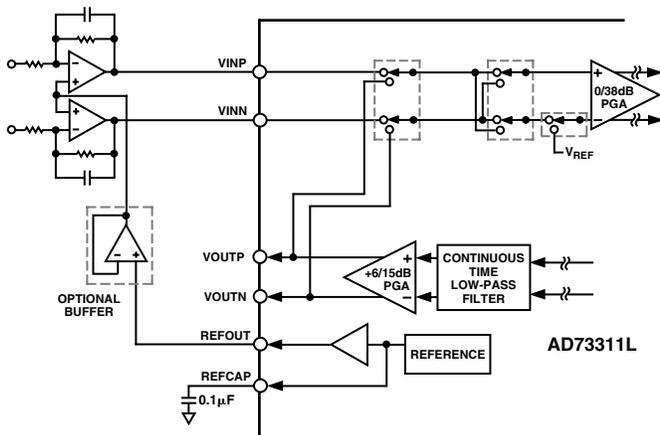 VINP
0/38dB
PGA
VINN
VREF
VOUTP
+6/15dB
PGA
CONTINUOUS
TIME
LOW-PASS
FILTER
VOUTN
OPTIONAL
BUFFER
REFOUT
REFERENCE
AD73311L
REFCAP
0.1µF